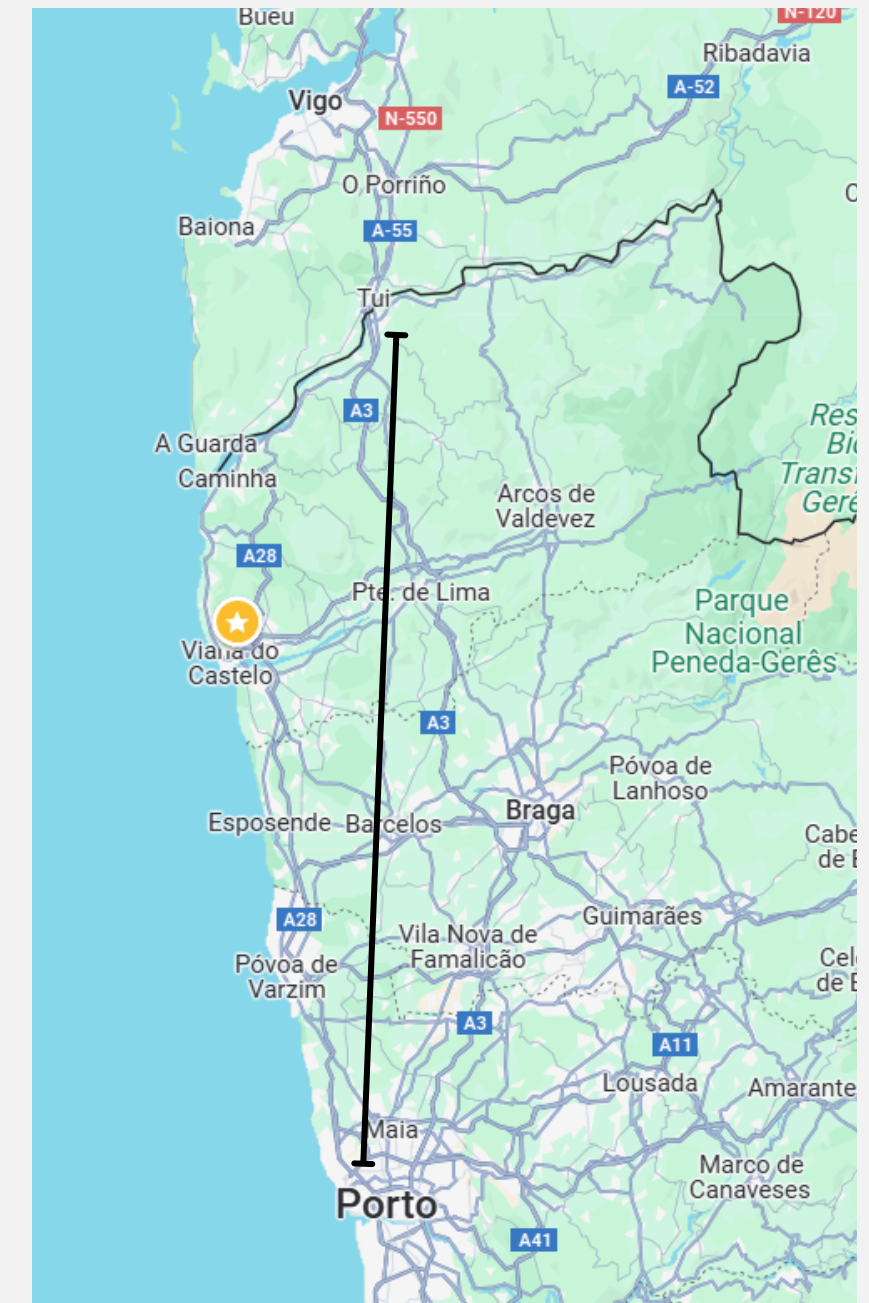 Bueu
N-120
Ribadavia
A-52
Vigo
N-550
O Porriño
Baiona
A-55
Tui
A3
A Guarda
Caminha
Arcos de
Valdevez
A28
Pte. de Lima
Parque
Nacional
Peneda-Gerês
Viana do
Castelo
A3
Póvoa de
Lanhoso
Braga
Esposende
Barcelos
A28
Guimarães
Vila Nova de
Famalicão
Póvoa de
Varzim
A3
A11
Lousada
Amarante
Maia
Marco de
Canaveses
Porto
A41